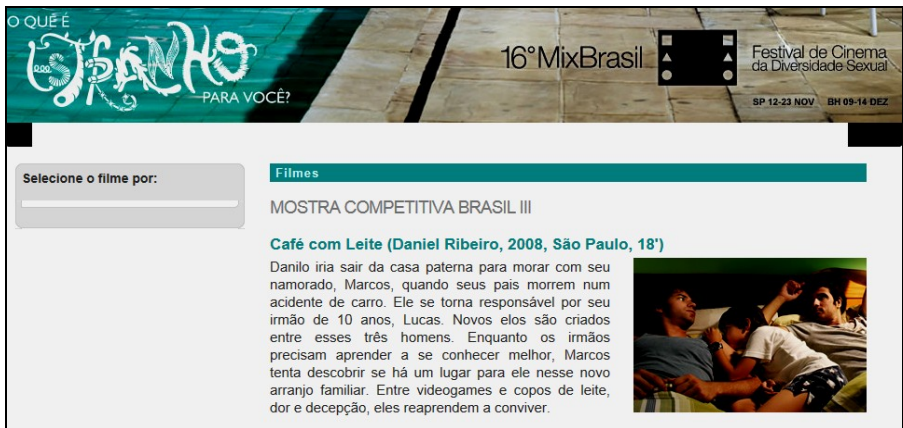 O QUE É
ESTRANHO
PARA VOCÊ?
16°MixBrasil
Festival de Cinema
da Diversidade Sexual
SP 12-23 NOV BH 09-14 DEZ
Selecione o filme por:
Filmes
MOSTRA COMPETITIVA BRASIL III
Café com Leite (Daniel Ribeiro, 2008, São Paulo, 18')
Danilo iria sair da casa paterna para morar com seu
namorado, Marcos, quando seus pais morrem num
acidente de carro. Ele se torna responsável por seu
irmão de 10 anos, Lucas. Novos elos são criados
entre esses três homens. Enquanto os irmãos
precisam aprender a se conhecer melhor, Marcos
tenta descobrir se há um lugar para ele nesse novo
arranjo familiar. Entre videogames e copos de leite,
dor e decepção, eles reaprendem a conviver.